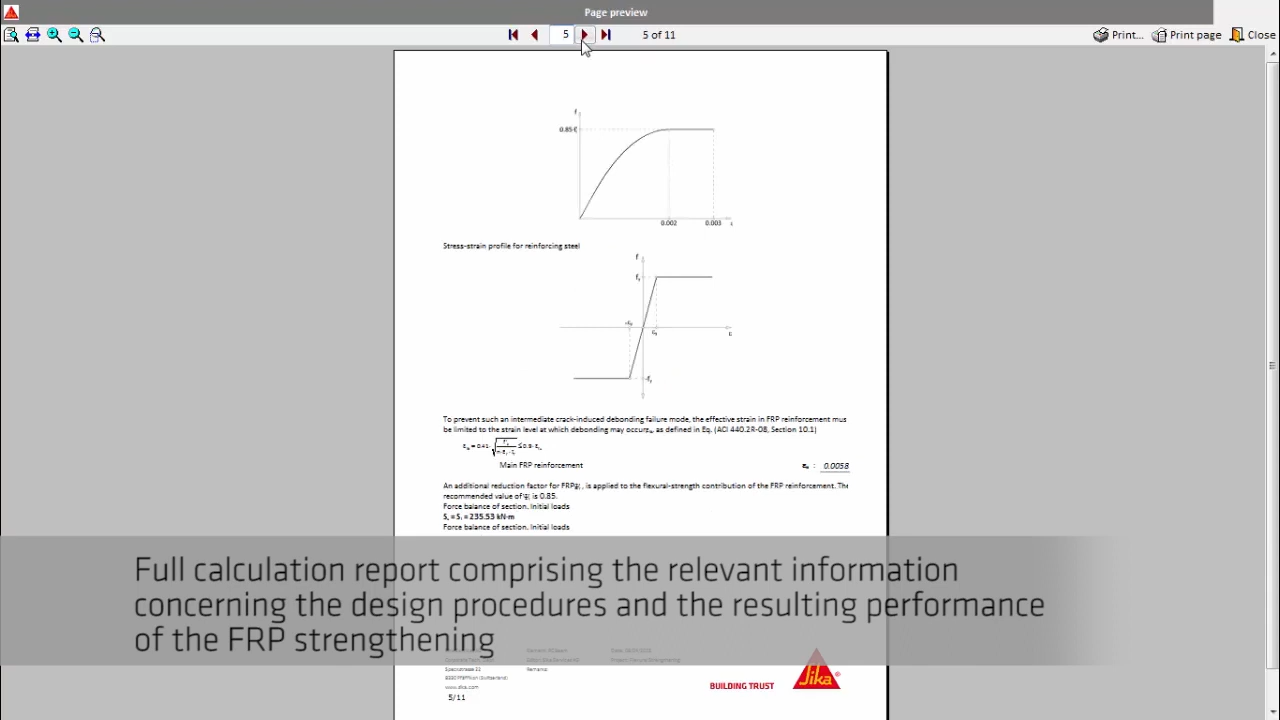 Page preview
5 5 of 11 Print... Print page Close
f
0.85·f
0.002 0.003 ε
Stress-strain profile for reinforcing steel
f
To prevent such an intermediate crack-induced debonding failure mode, the effective strain in FRP reinforcement mus
be limited to the strain level at which debonding may occur, as defined in Eq. (ACI 440.2R-08, Section 10.1)
Main FRP reinforcement : 0.0058
An additional reduction factor for FRP , is applied to the flexural-strength contribution of the FRP reinforcement. The
recommended value of is 0.85.
Force balance of section. Initial loads
= 235.53 kN·m
Force balance of section. Initial loads
Full calculation report comprising the relevant information
concerning the design procedures and the resulting performance
of the FRP strengthening
www.sika.com
5/11
BUILDING TRUST
Sika®